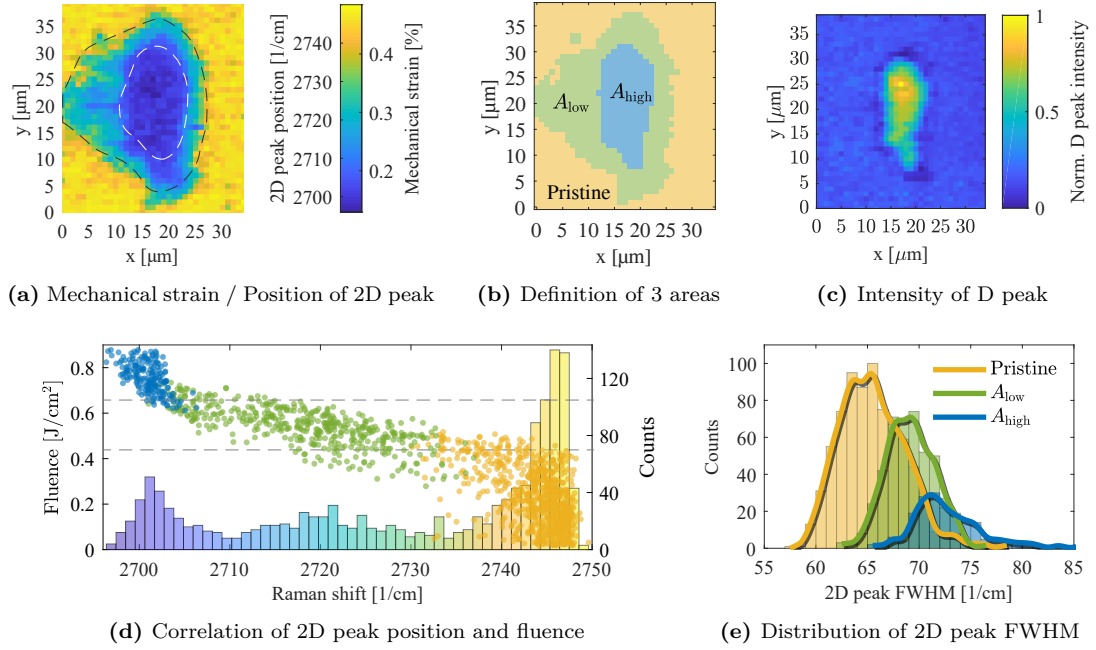 35
30
25
20
15
10
5
0
y [μm]
0 5 10 15 20 25 30
x [μm]
2740
2730
2720
2710
2700
2D peak position [1/cm]
0.4
0.3
0.2
Mechanical strain [%]
(a) Mechanical strain / Position of 2D peak
35
30
25
20
15
10
5
0
y [μm]
A_low
A_high
Pristine
0 5 10 15 20 25 30
x [μm]
(b) Definition of 3 areas
35
30
25
20
15
10
5
0
y [μm]
0 5 10 15 20 25 30
x [μm]
1
0.5
0
Norm. D peak intensity
(c) Intensity of D peak
0.8
0.6
0.4
0.2
0
Fluence [J/cm²]
120
80
40
0
Counts
2700 2710 2720 2730 2740 2750
Raman shift [1/cm]
(d) Correlation of 2D peak position and fluence
100
80
60
40
20
0
Counts
Pristine
A_low
A_high
55 60 65 70 75 80 85
2D peak FWHM [1/cm]
(e) Distribution of 2D peak FWHM